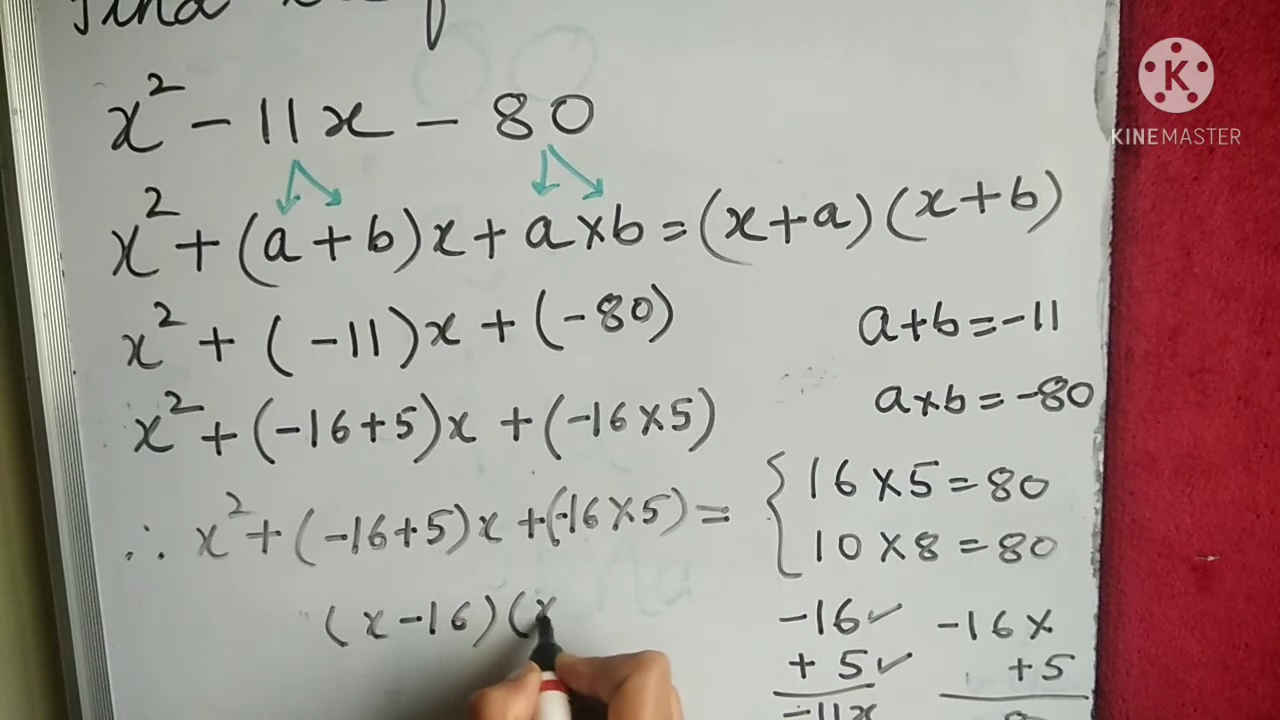 x² - 11x - 80
x² + (a + b)x + a × b = (x + a) (x + b)
x² + (-11)x + (-80)
a + b = -11
x² + (-16 + 5)x + (-16 × 5)
a × b = -80
16 × 5 = 80
∴ x² + (-16 + 5)x + (-16 × 5) =
10 × 8 = 80
(x - 16) (x
-16 ✓
+ 5 ✓
-11x
-16 ×
+5
K
KINEMASTER